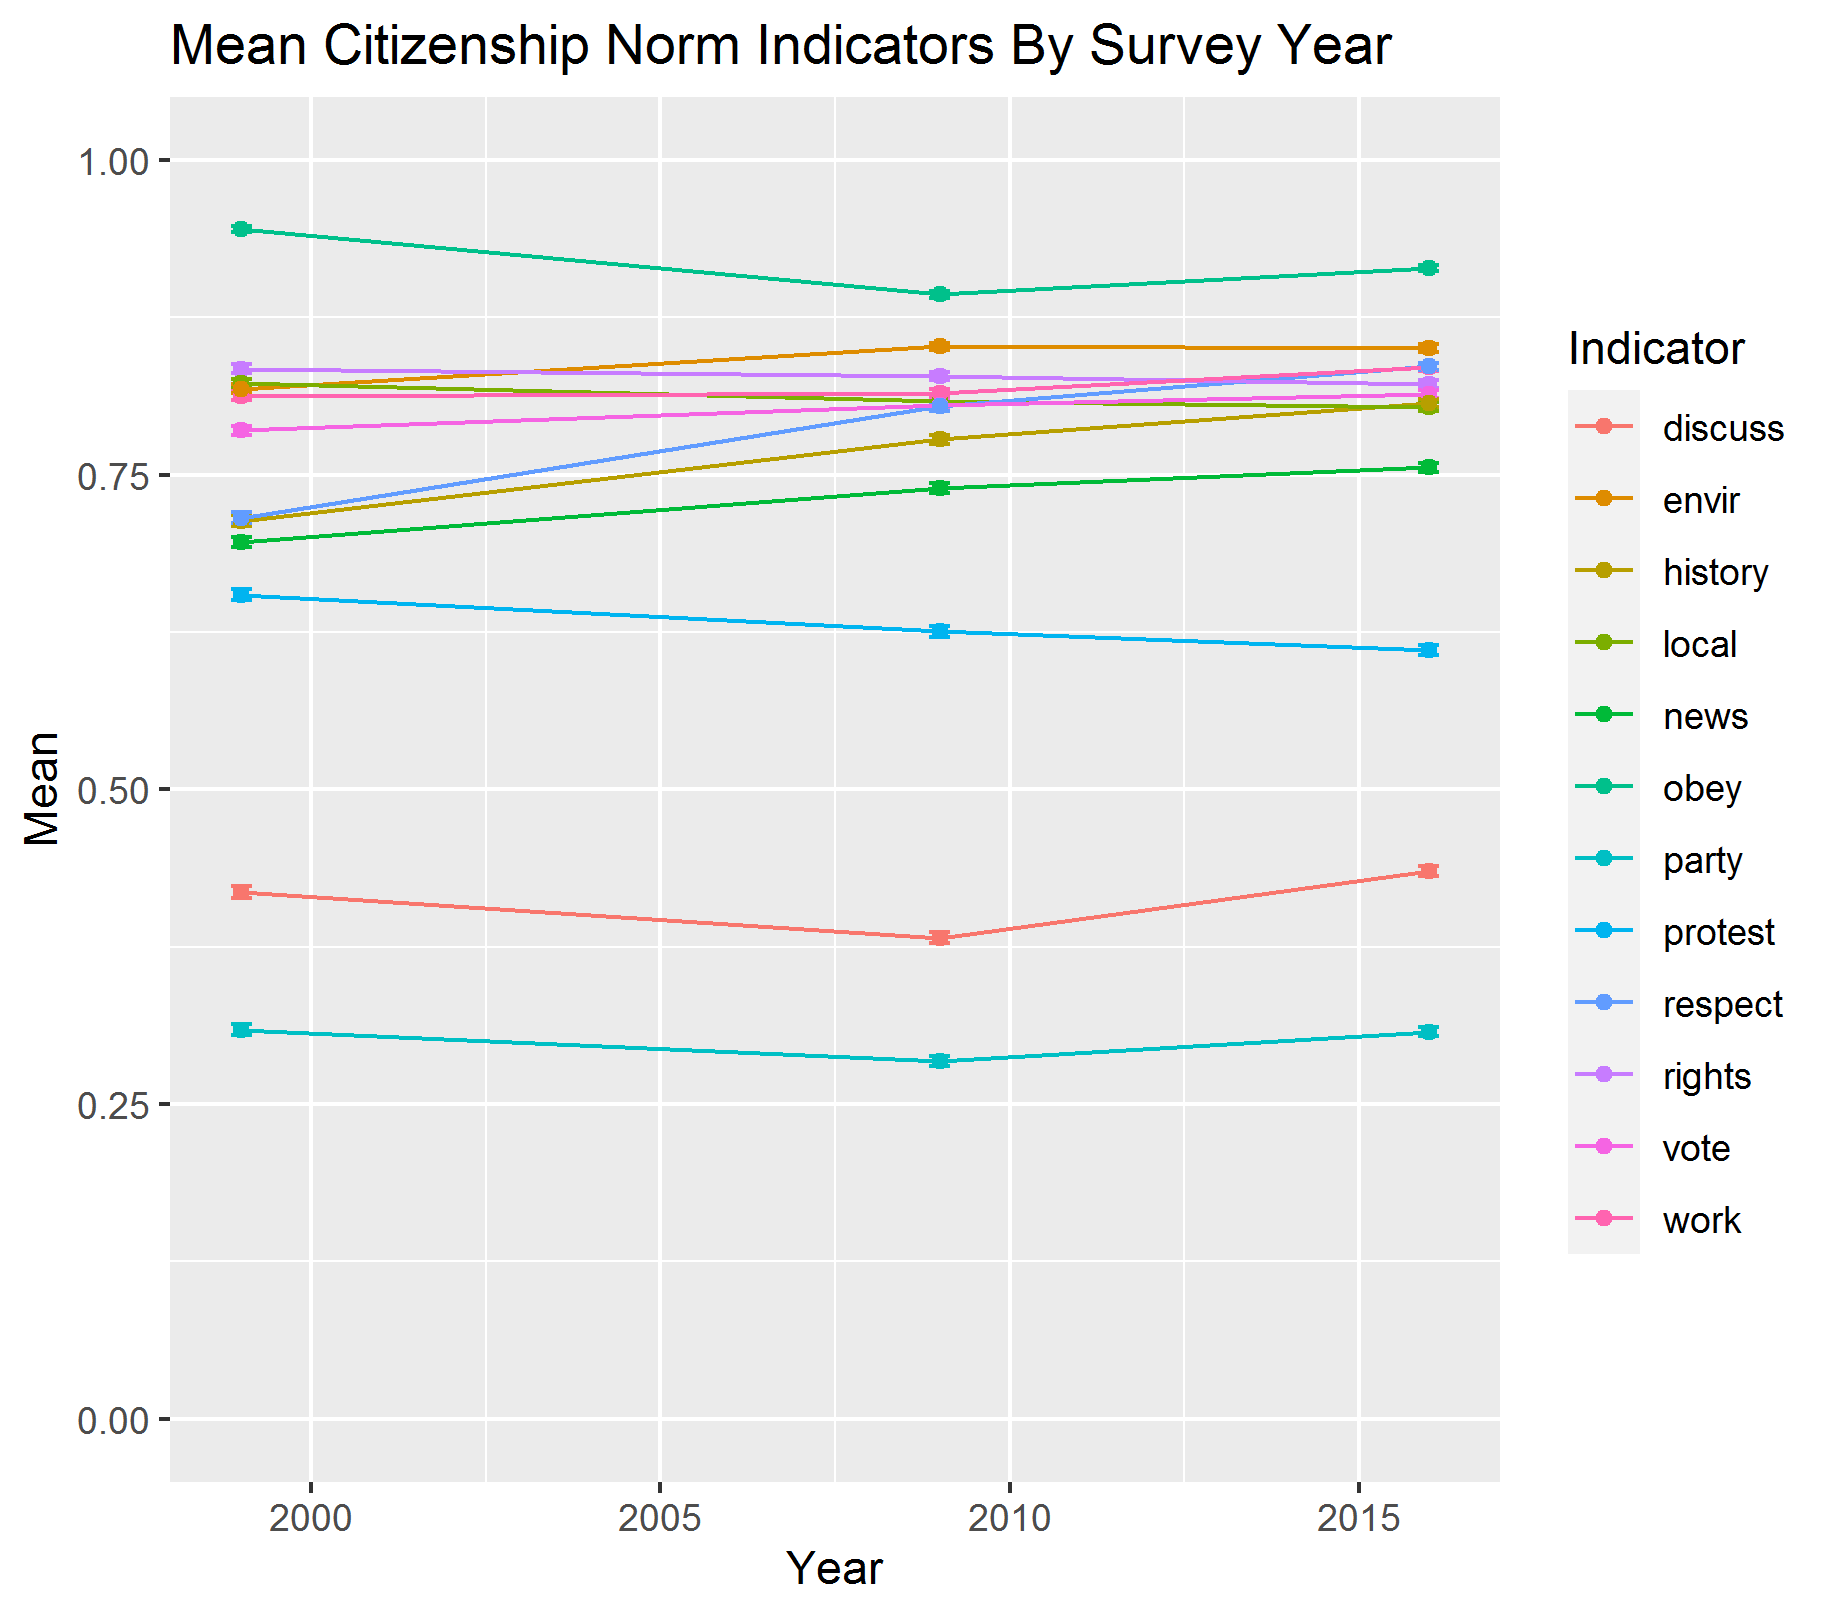 Mean Citizenship Norm Indicators By Survey Year
1.00
0.75
0.50
0.25
0.00
Mean
2000
2005
2010
2015
Year
Indicator
discuss
envir
history
local
news
obey
party
protest
respect
rights
vote
work